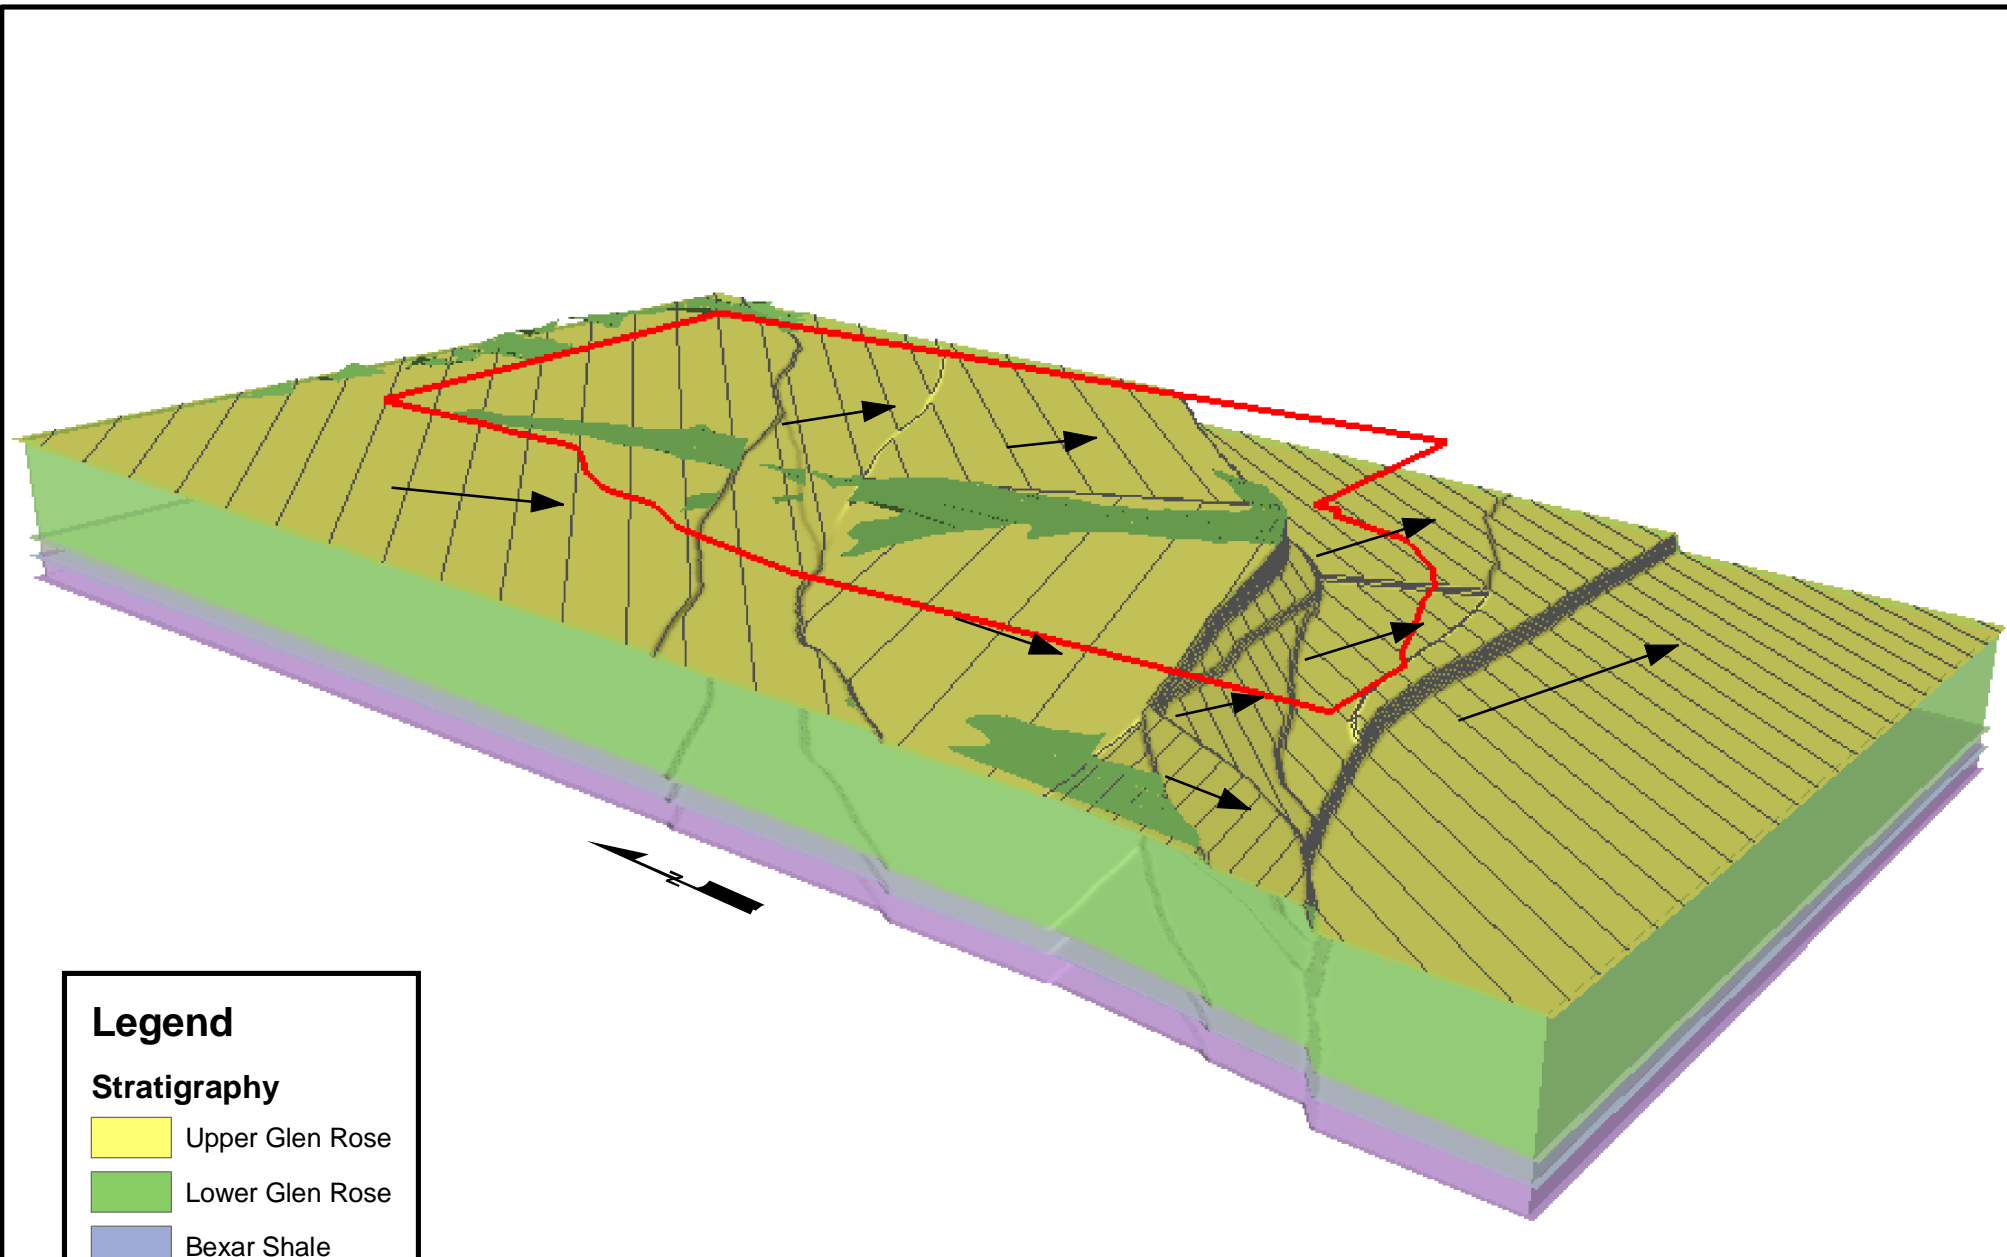 N
Legend
Stratigraphy
Upper Glen Rose
Lower Glen Rose
Bexar Shale